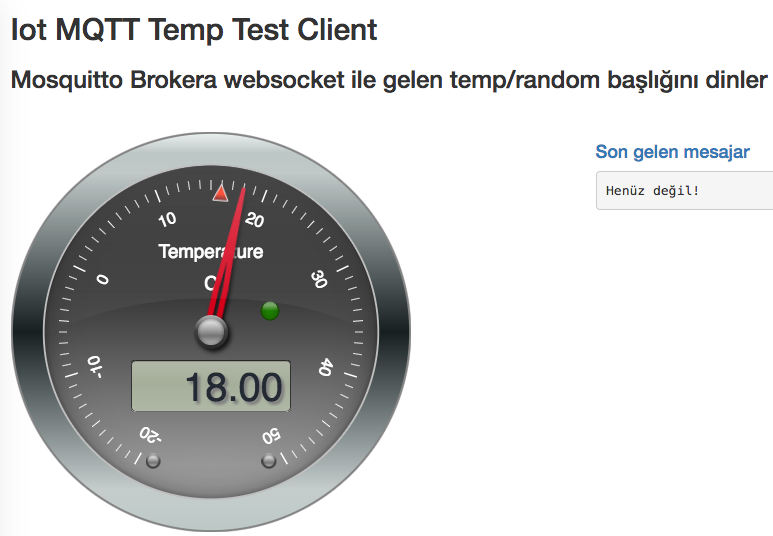 Iot MQTT Temp Test Client
Mosquitto Brokera websocket ile gelen temp/random başlığını dinler
Son gelen mesajar
Henüz değil!
10
20
Temperature
C
0
30
-10
40
18.00
-20
50